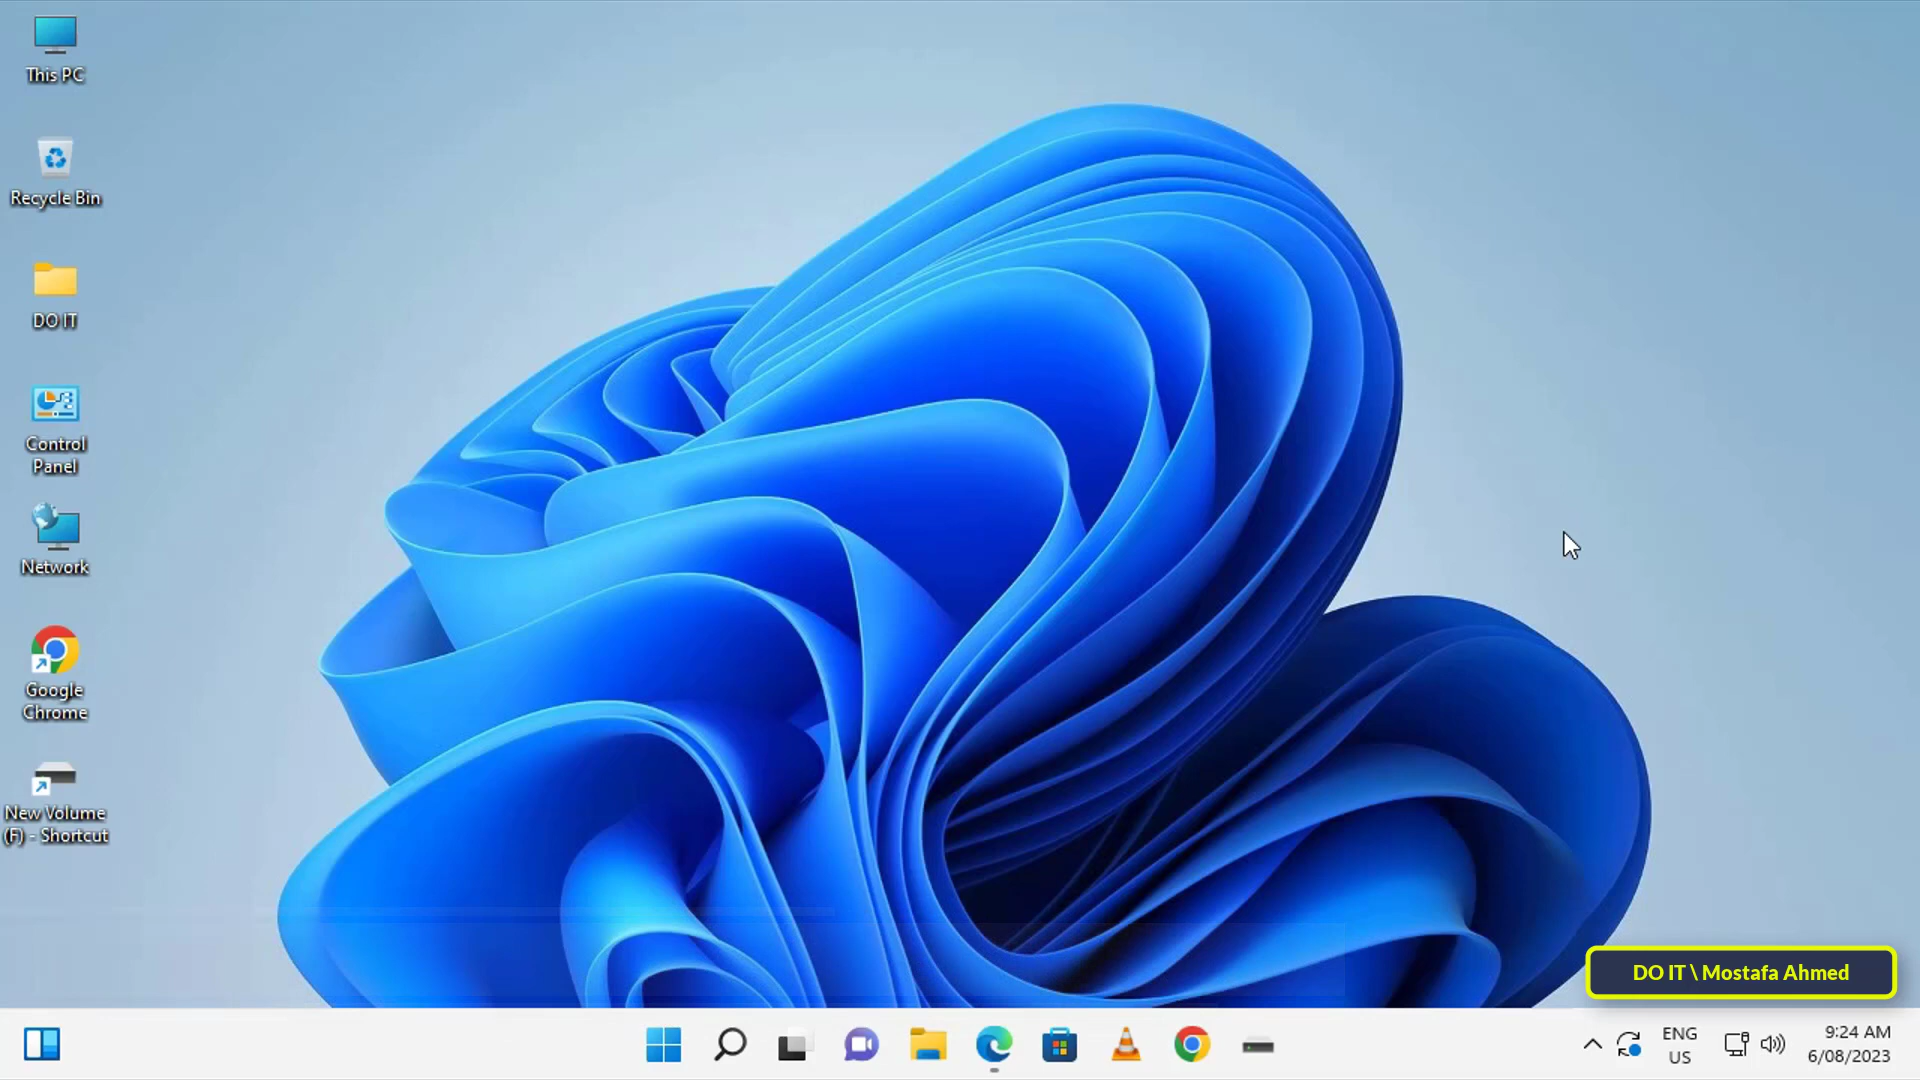 This PC
Recycle Bin
DO IT
Control
Panel
Network
Google
Chrome
New Volume
(F) - Shortcut
DO IT \ Mostafa Ahmed
ENG
US
9:24 AM
6/08/2023